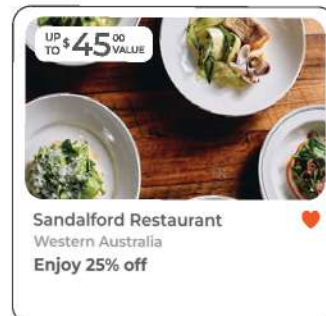 UP TO $45.00 VALUE
Sandalford Restaurant
Western Australia
Enjoy 25% off